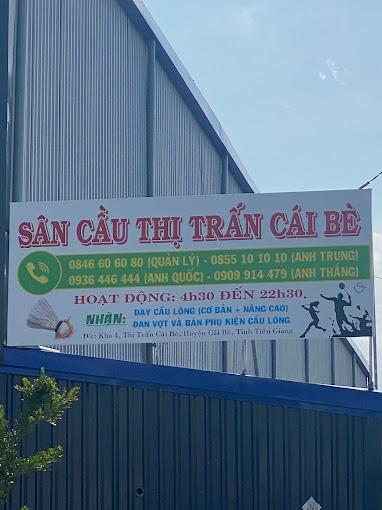 SÂN CẦU THỊ TRẤN CÁI BÈ
0846 60 60 80 (QUẢN LÝ) - 0855 10 10 10 (ANH TRUNG)
0936 446 444 (ANH QUỐC) - 0909 914 479 (ANH THẮNG)
HOẠT ĐỘNG: 4h30 ĐẾN 22h30.
NHẬN: DẠY CẦU LÔNG (CƠ BẢN + NÂNG CAO)
ĐAN VỢT VÀ BÁN PHỤ KIỆN CẦU LÔNG
Đ/c: Khu 4, Thị Trấn Cái Bè, Huyện Cái Bè, Tỉnh Tiền Giang